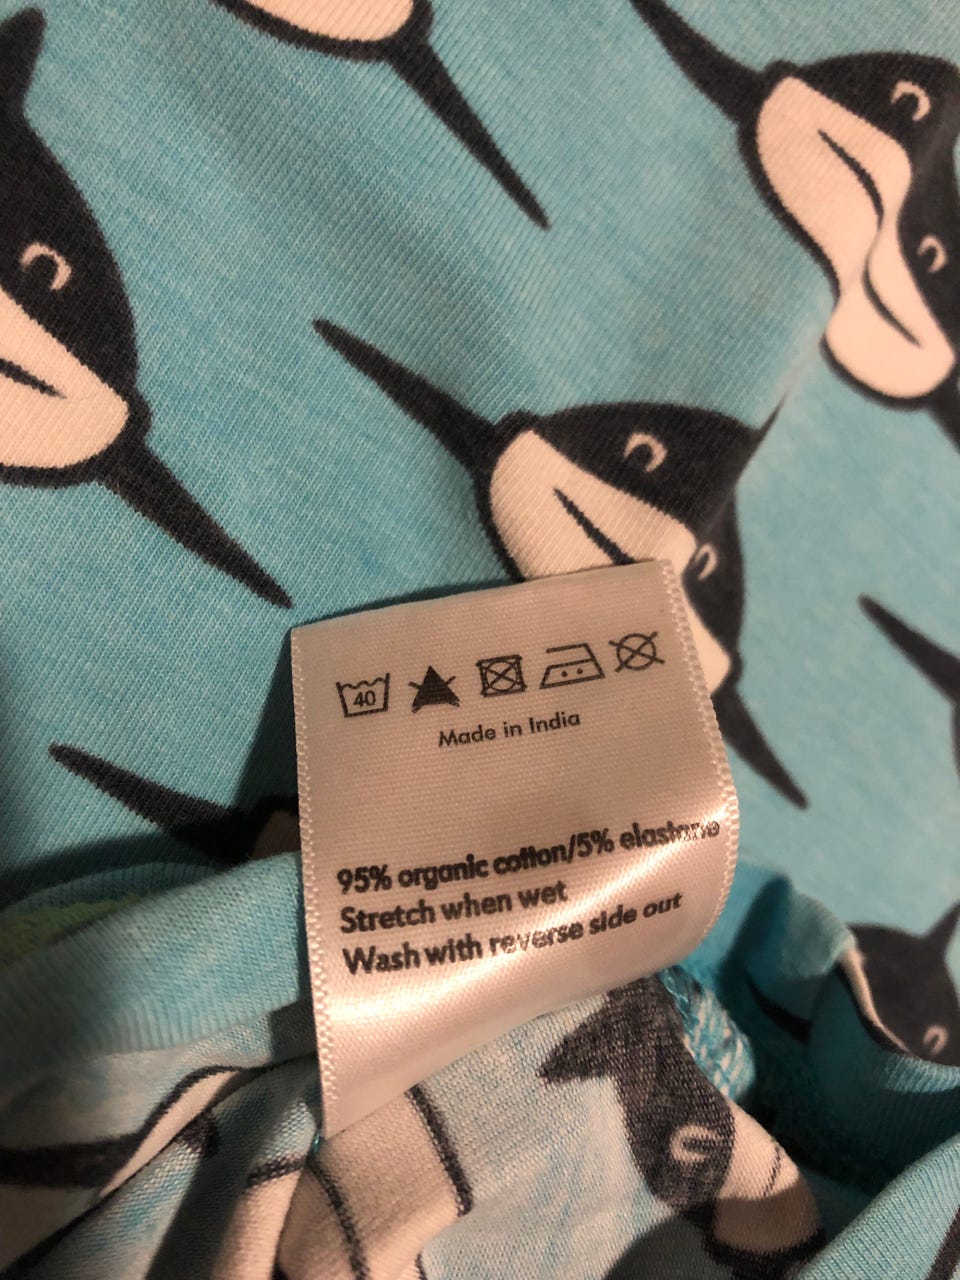 40
Made in India
95% organic cotton/5% elastane
Stretch when wet
Wash with reverse side out